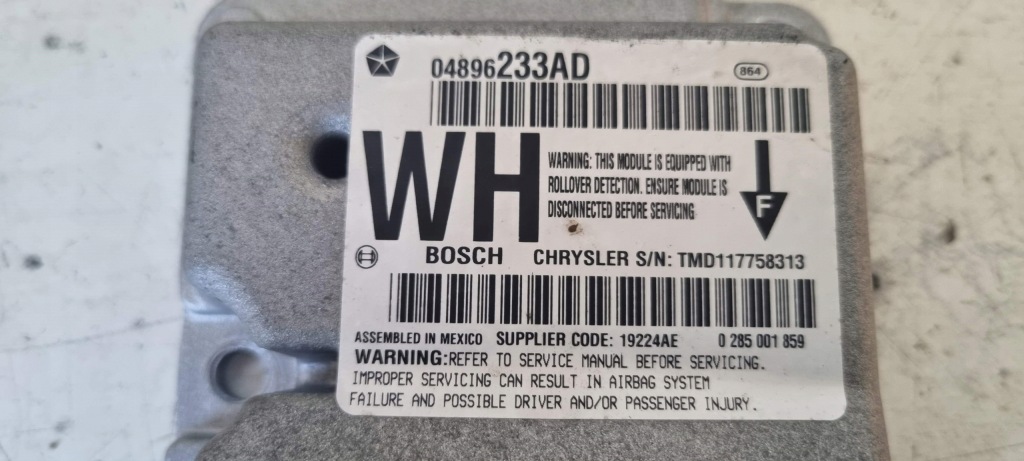 04896233AD 864
WH
WARNING: THIS MODULE IS EQUIPPED WITH
ROLLOVER DETECTION. ENSURE MODULE IS
DISCONNECTED BEFORE SERVICING
F
BOSCH CHRYSLER S/N: TMD117758313
ASSEMBLED IN MEXICO SUPPLIER CODE: 19224AE 0 285 001 859
WARNING:REFER TO SERVICE MANUAL BEFORE SERVICING.
IMPROPER SERVICING CAN RESULT IN AIRBAG SYSTEM
FAILURE AND POSSIBLE DRIVER AND/OR PASSENGER INJURY.